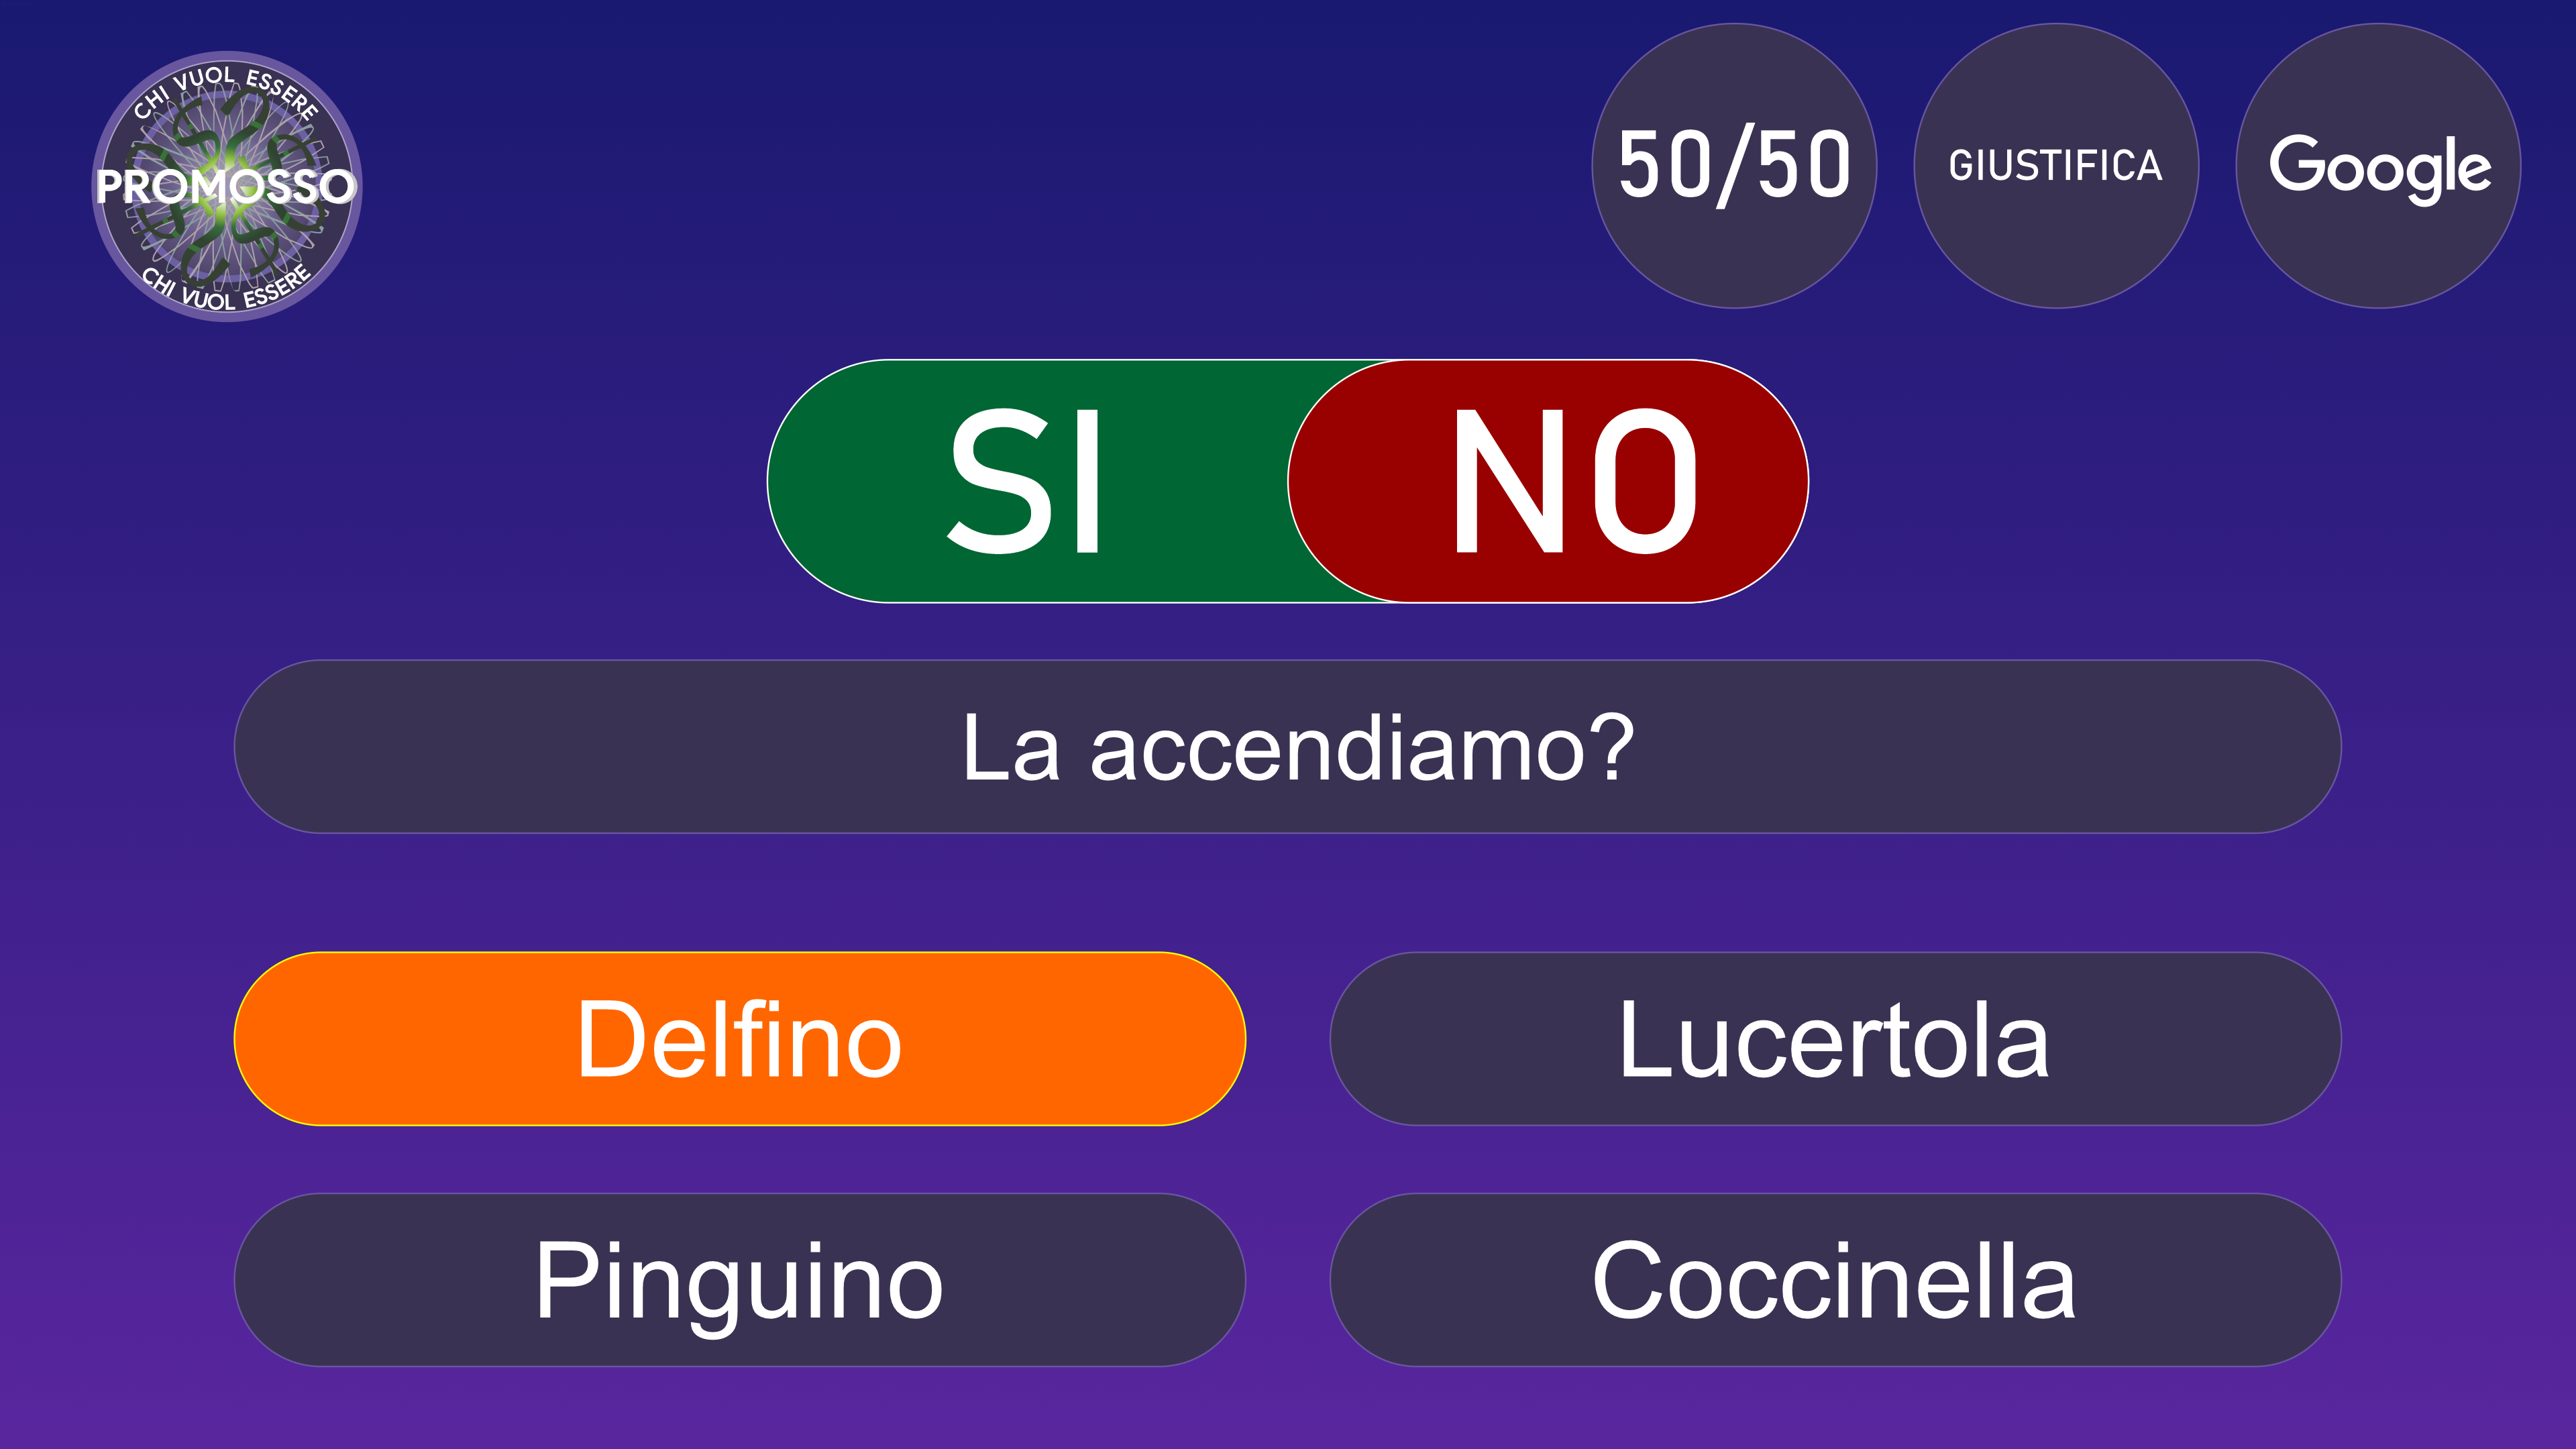 CHI VUOL ESSERE
PROMOSSO
CHI VUOL ESSERE
50/50
GIUSTIFICA
Google
SI
NO
La accendiamo?
Delfino
Lucertola
Pinguino
Coccinella